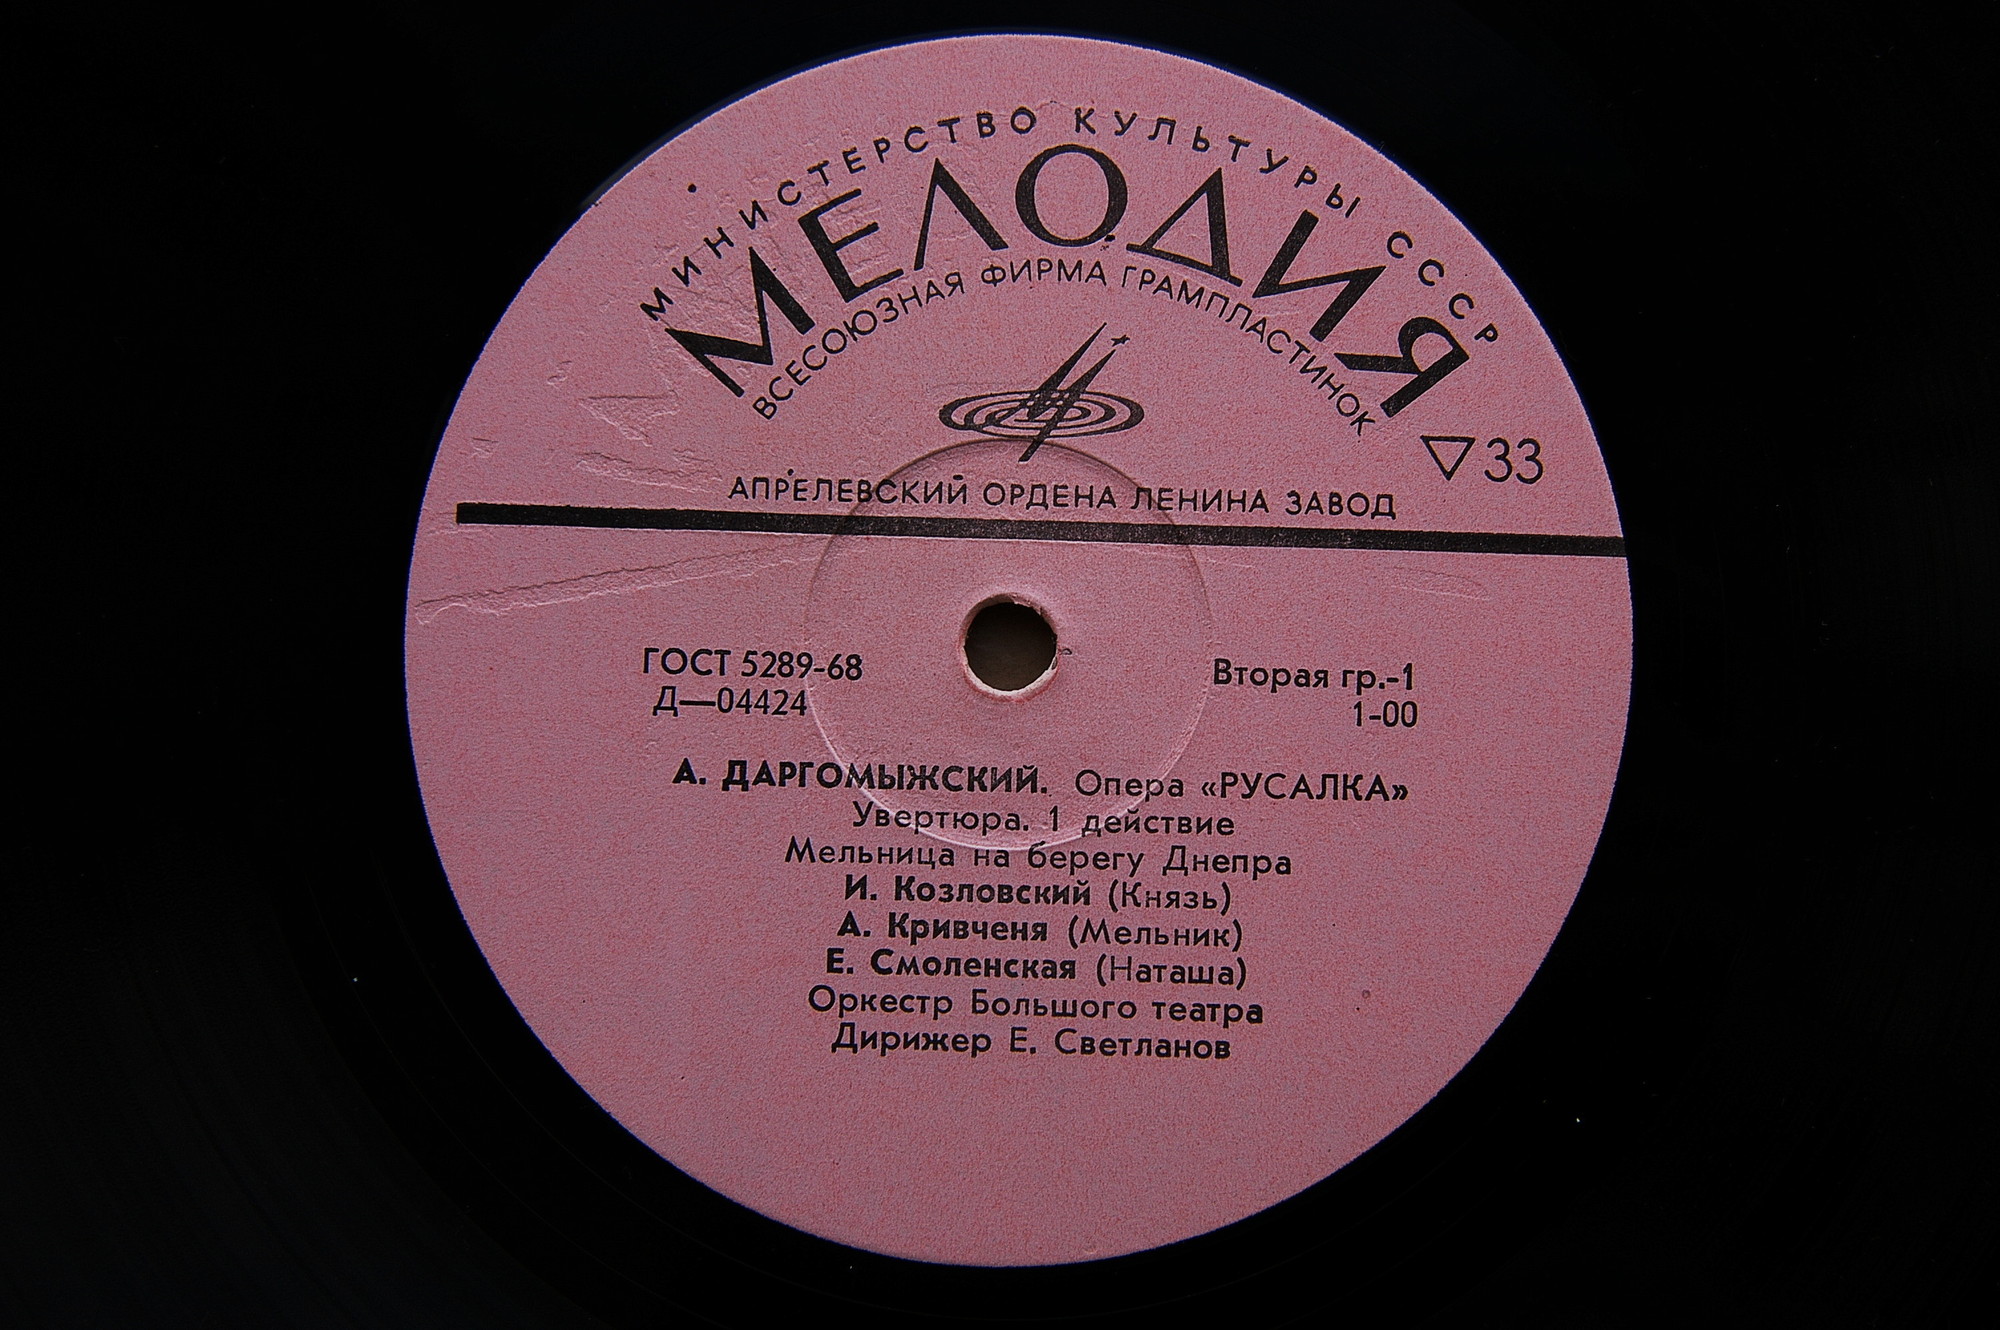 МИНИСТЕРСТВО КУЛЬТУРЫ СССР
МЕЛОДИЯ
ВСЕСОЮЗНАЯ ФИРМА ГРАМПЛАСТИНОК
33
АПРЕЛЕВСКИЙ ОРДЕНА ЛЕНИНА ЗАВОД
ГОСТ 5289-68
Д—04424
Вторая гр.-1
1-00
А. ДАРГОМЫЖСКИЙ. Опера «РУСАЛКА»
Увертюра. 1 действие
Мельница на берегу Днепра
И. Козловский (Князь)
А. Кривченя (Мельник)
Е. Смоленская (Наташа)
Оркестр Большого театра
Дирижер Е. Светланов